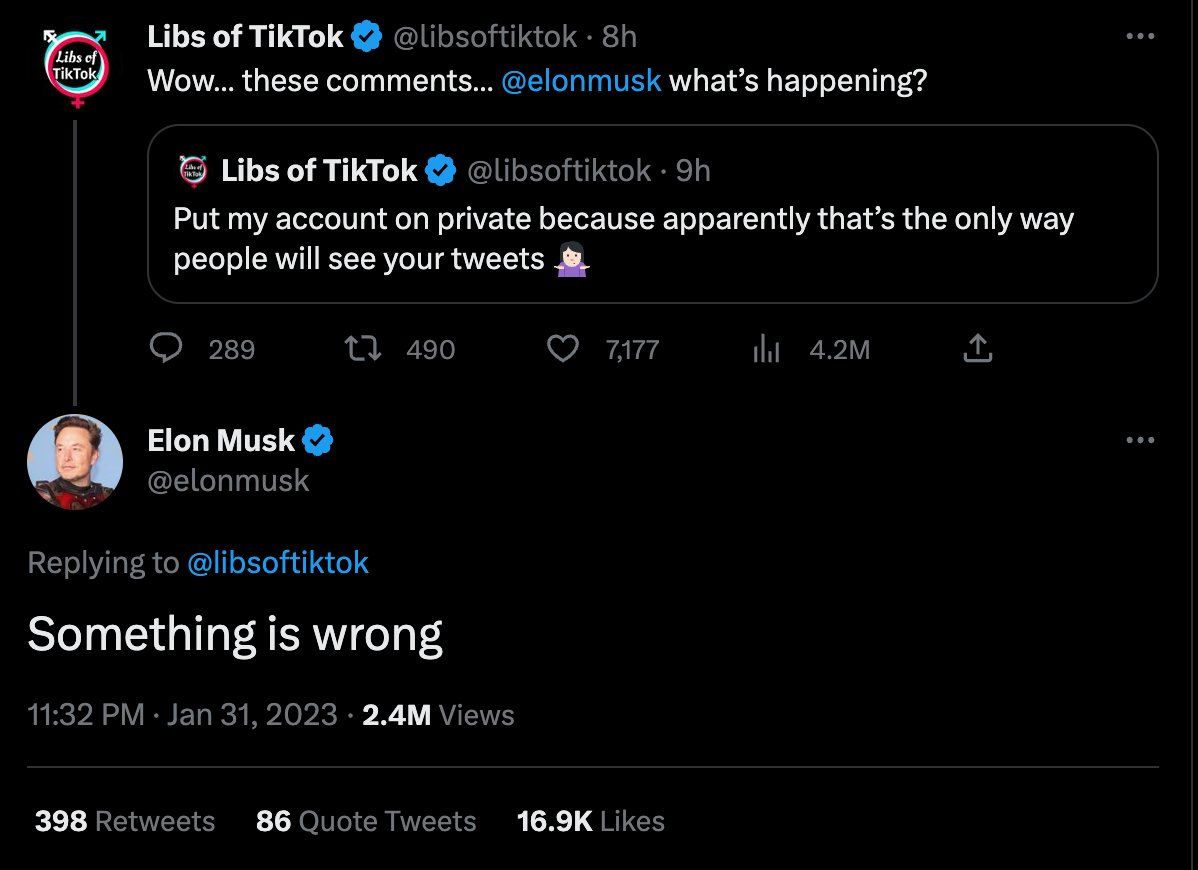 Libs of TikTok @libsoftiktok · 8h
Libs of
TikTok
Wow... these comments... @elonmusk what's happening?
Libs of TikTok @libsoftiktok · 9h
Libs of
TikTok
Put my account on private because apparently that's the only way
people will see your tweets 🤷🏻‍♀️
289 490 7,177 4.2M
Elon Musk
@elonmusk
Replying to @libsoftiktok
Something is wrong
11:32 PM · Jan 31, 2023 · 2.4M Views
398 Retweets 86 Quote Tweets 16.9K Likes